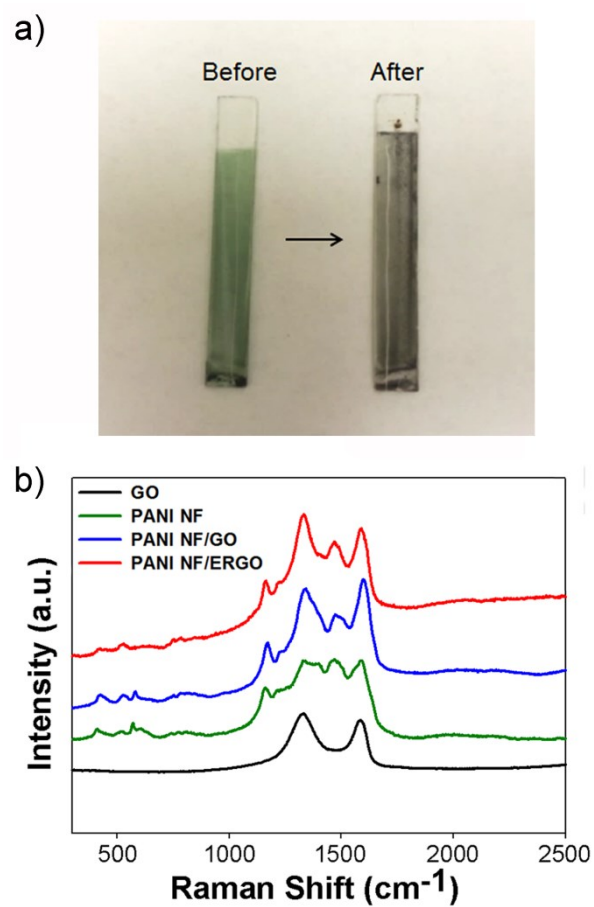 a)
Before After
b)
GO
PANI NF
PANI NF/GO
PANI NF/ERGO
Intensity (a.u.)
500 1000 1500 2000 2500
Raman Shift (cm-1)